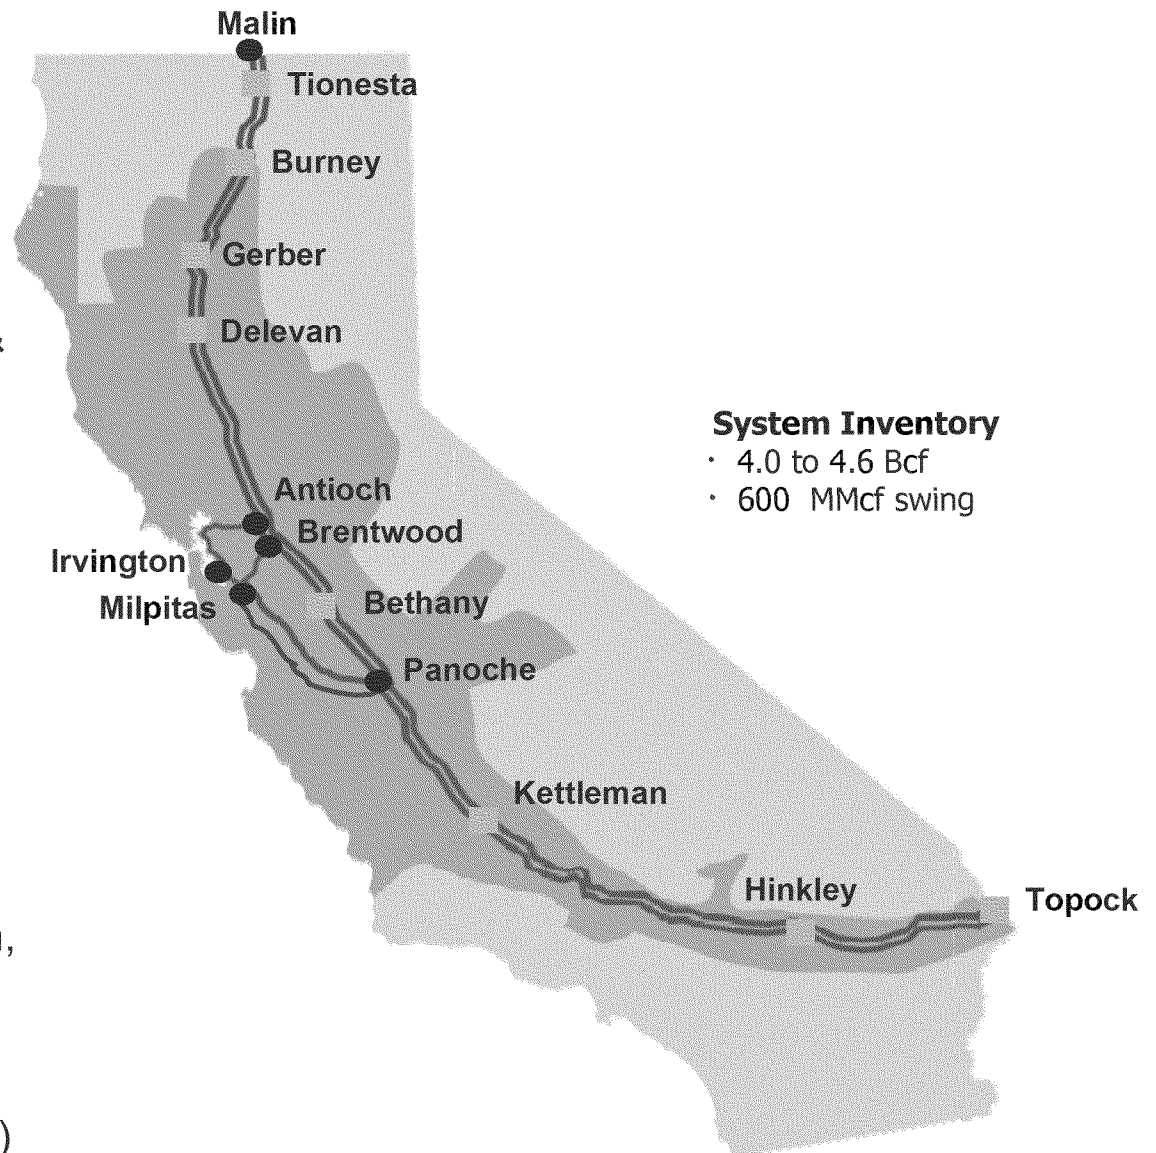 Malin
Tionesta
Burney
Gerber
Delevan
System Inventory
· 4.0 to 4.6 Bcf
· 600 MMcf swing
Antioch
Brentwood
Irvington
Bethany
Milpitas
Panoche
Kettleman
Hinkley
Topock
,
)